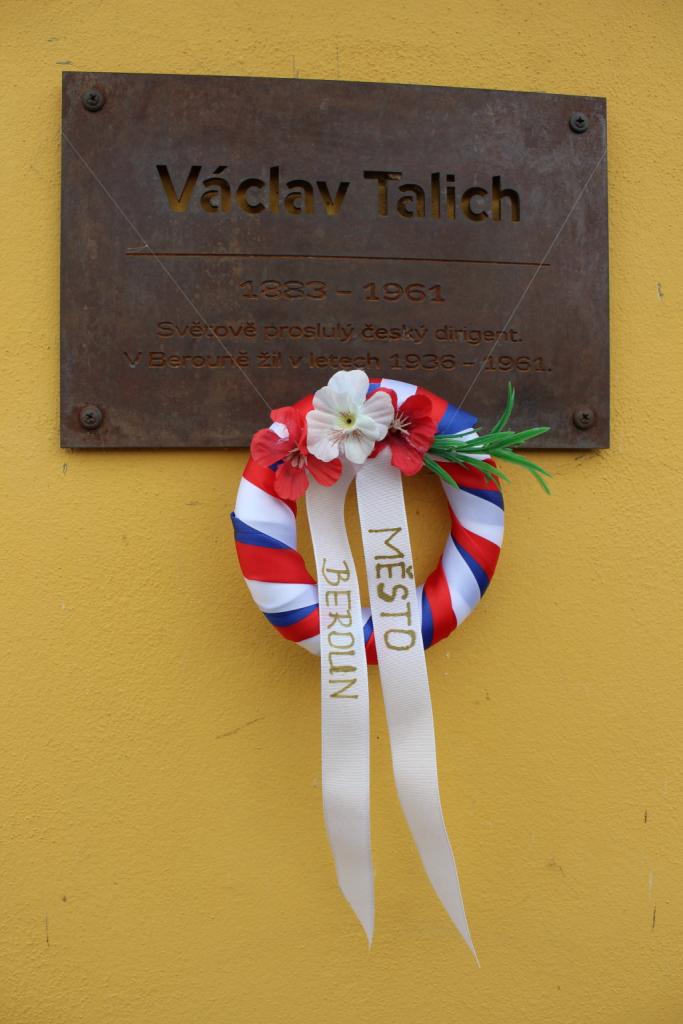 Václav Talich
1883 – 1961
Světově proslulý český dirigent.
V Berouně žil v letech 1936 – 1961.
MĚSTO
BEROUN